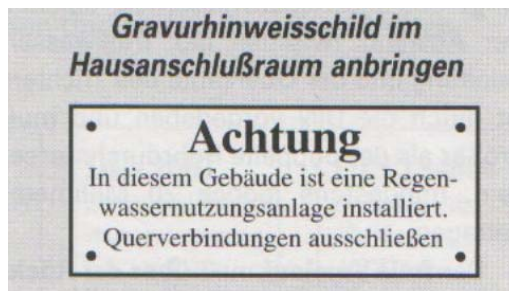 Gravurhinweisschild im
Hausanschlußraum anbringen
Achtung
In diesem Gebäude ist eine Regen-
wassernutzungsanlage installiert.
Querverbindungen ausschließen